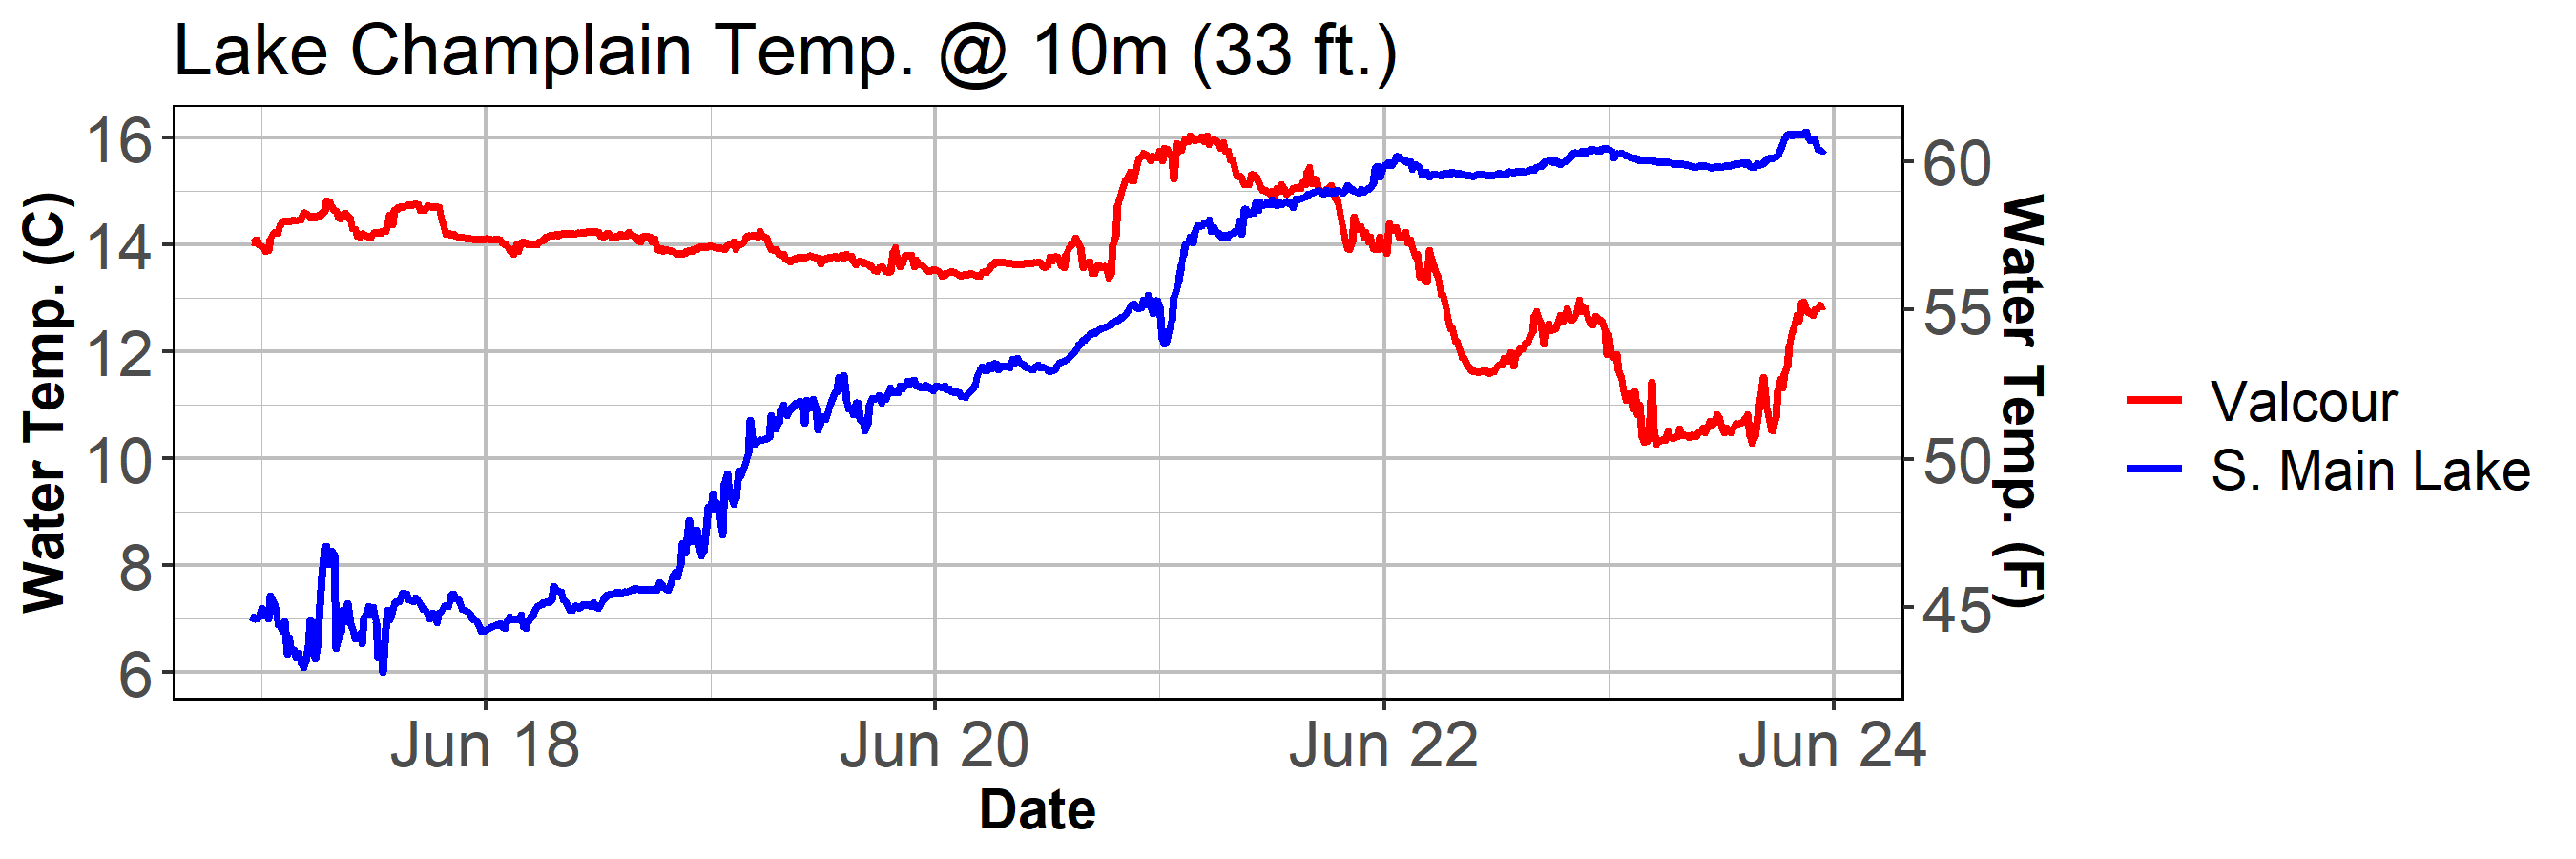 Lake Champlain Temp. @ 10m (33 ft.)
Water Temp. (C)
16
14
12
10
8
6
60
55
50
45
Water Temp. (F)
Jun 18 Jun 20 Jun 22 Jun 24
Date
Valcour
S. Main Lake